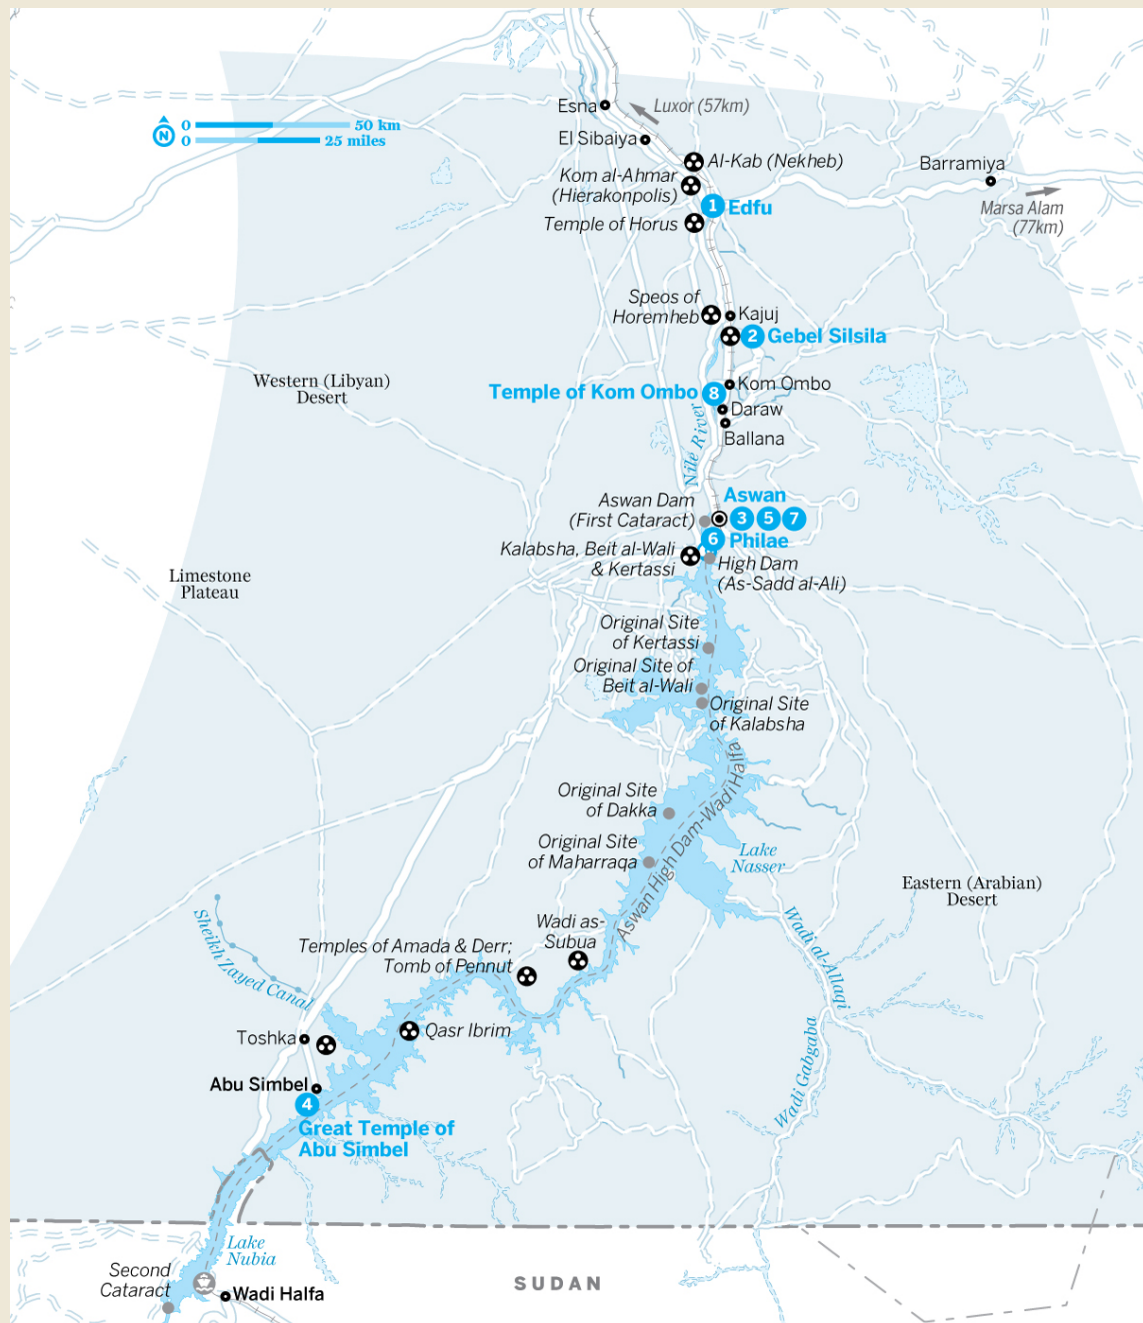 Esna
Luxor (57km)
N
0
50 km
0
25 miles
El Sibaiya
Al-Kab (Nekheb)
Barramiya
Kom al-Ahmar
(Hierakonpolis)
1 Edfu
Marsa Alam
(77km)
Temple of Horus
Speos of
Horemheb
Kajuj
2 Gebel Silsila
Western (Libyan)
Desert
Kom Ombo
Temple of Kom Ombo 8
Daraw
Ballana
Nile River
Aswan
Aswan Dam
(First Cataract)
3 5 7
6 Philae
Kalabsha, Beit al-Wali
& Kertassi
High Dam
(As-Sadd al-Ali)
Limestone
Plateau
Original Site
of Kertassi
Original Site of
Beit al-Wali
Original Site
of Kalabsha
Aswan High Dam-Wadi Halfa
Original Site
of Dakka
Original Site
of Maharraqa
Lake
Nasser
Eastern (Arabian)
Desert
Wadi al-Allaqi
Wadi as-
Subua
Sheikh Zayed Canal
Temples of Amada & Derr;
Tomb of Pennut
Wadi Gabgaba
Qasr Ibrim
Toshka
Abu Simbel
4
Great Temple of
Abu Simbel
Lake
Nubia
Second
Cataract
Wadi Halfa
SUDAN